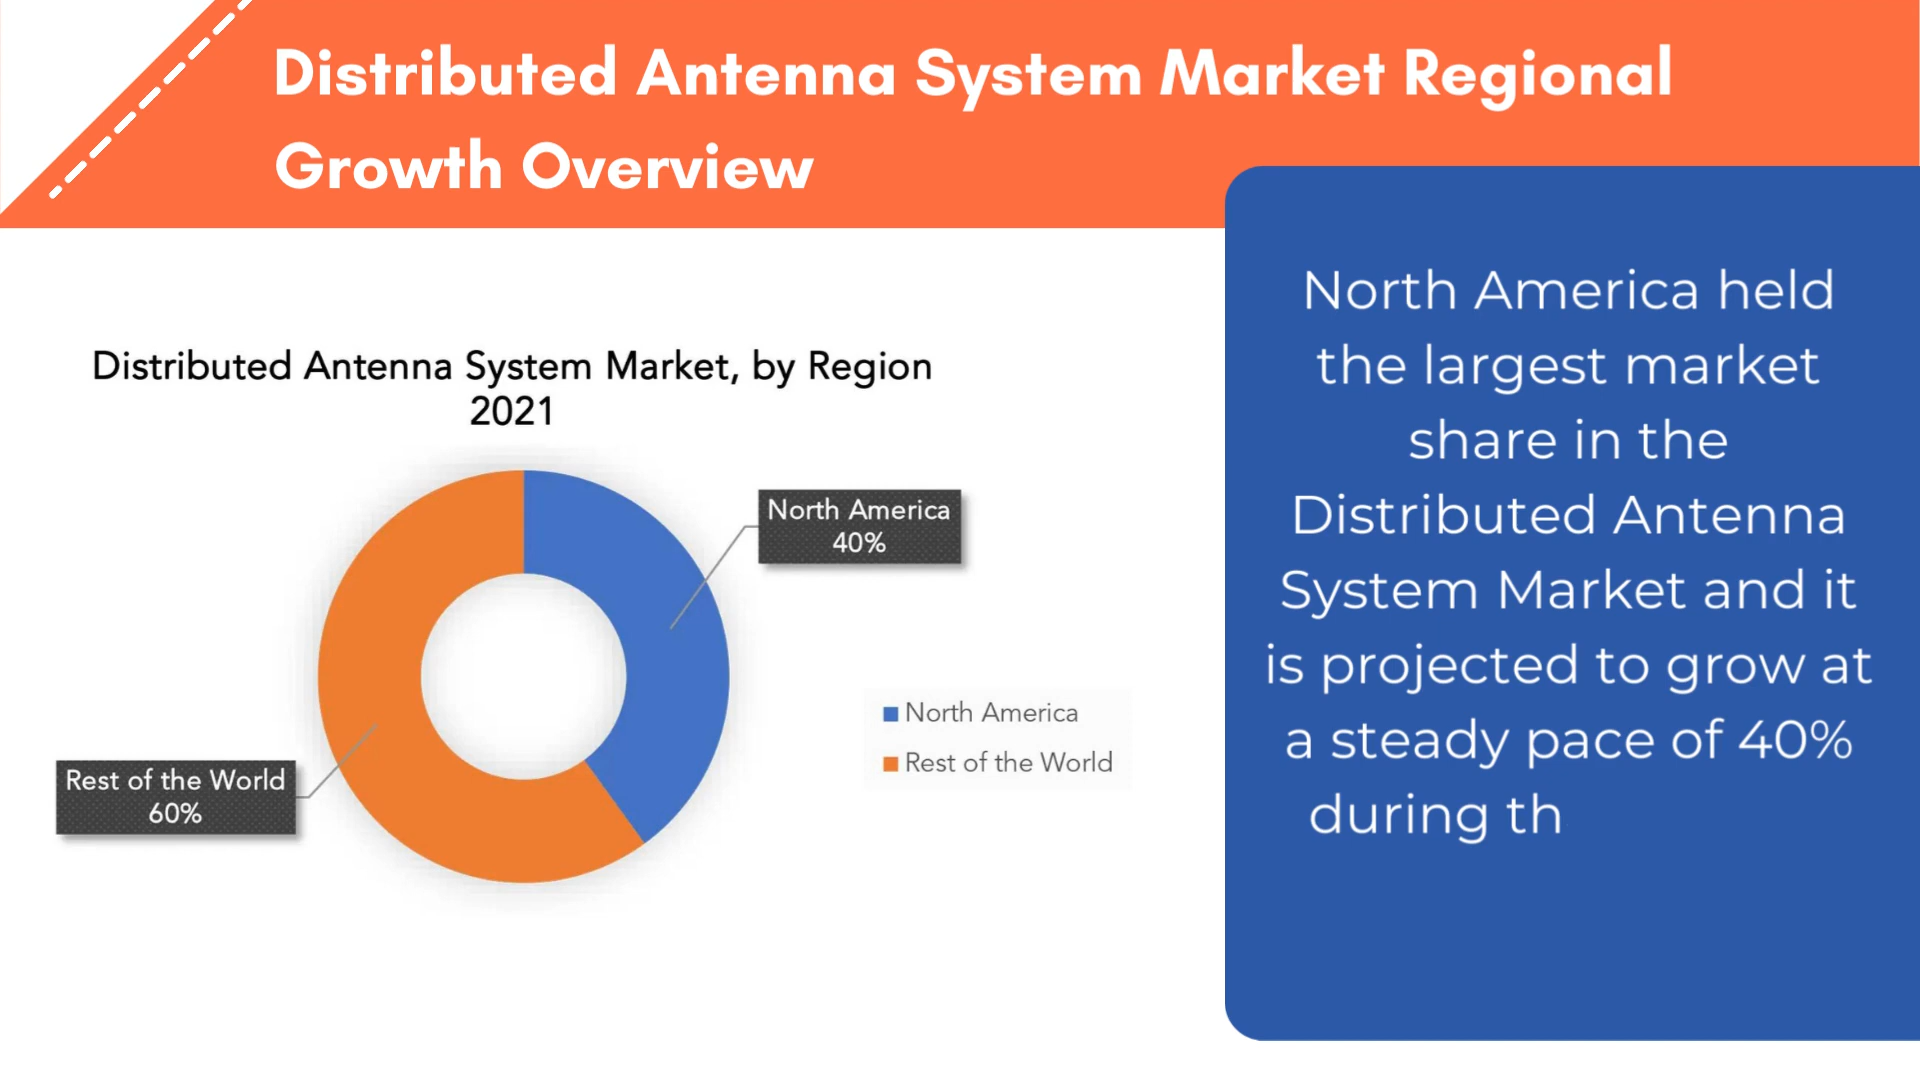 Distributed Antenna System Market Regional
Growth Overview
Distributed Antenna System Market, by Region
2021
North America
40%
Rest of the World
60%
North America
Rest of the World
North America held
the largest market
share in the
Distributed Antenna
System Market and it
is projected to grow at
a steady pace of 40%
during th